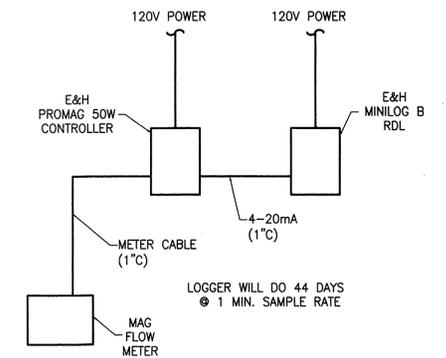 120V POWER
120V POWER
E&H
PROMAG 50W
CONTROLLER
E&H
MINILOG B
RDL
4-20mA
(1"C)
METER CABLE
(1"C)
LOGGER WILL DO 44 DAYS
@ 1 MIN. SAMPLE RATE
MAG
FLOW
METER